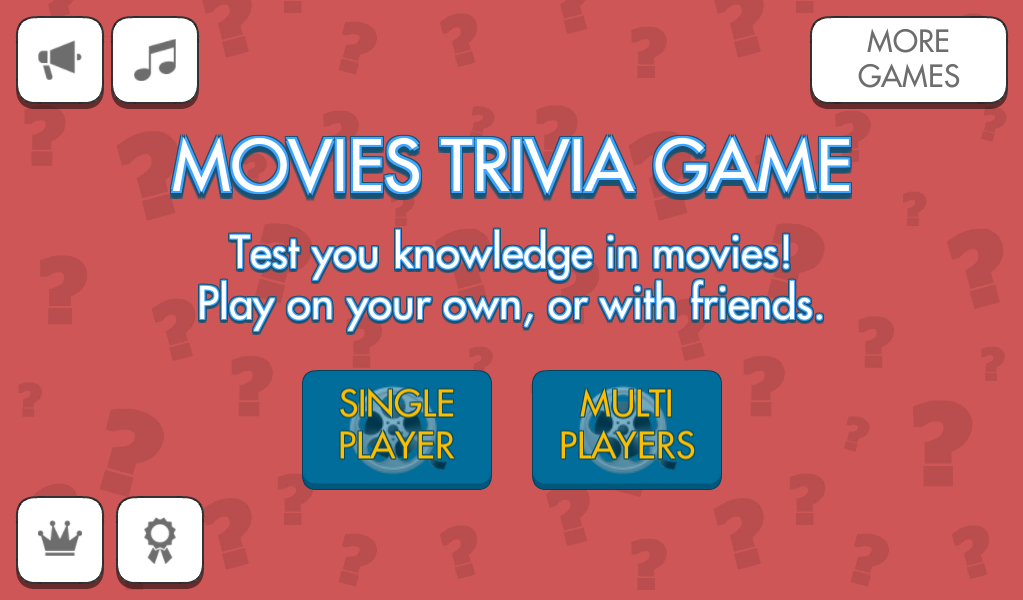 MORE
GAMES
MOVIES TRIVIA GAME
Test you knowledge in movies!
Play on your own, or with friends.
SINGLE
PLAYER
MULTI
PLAYERS